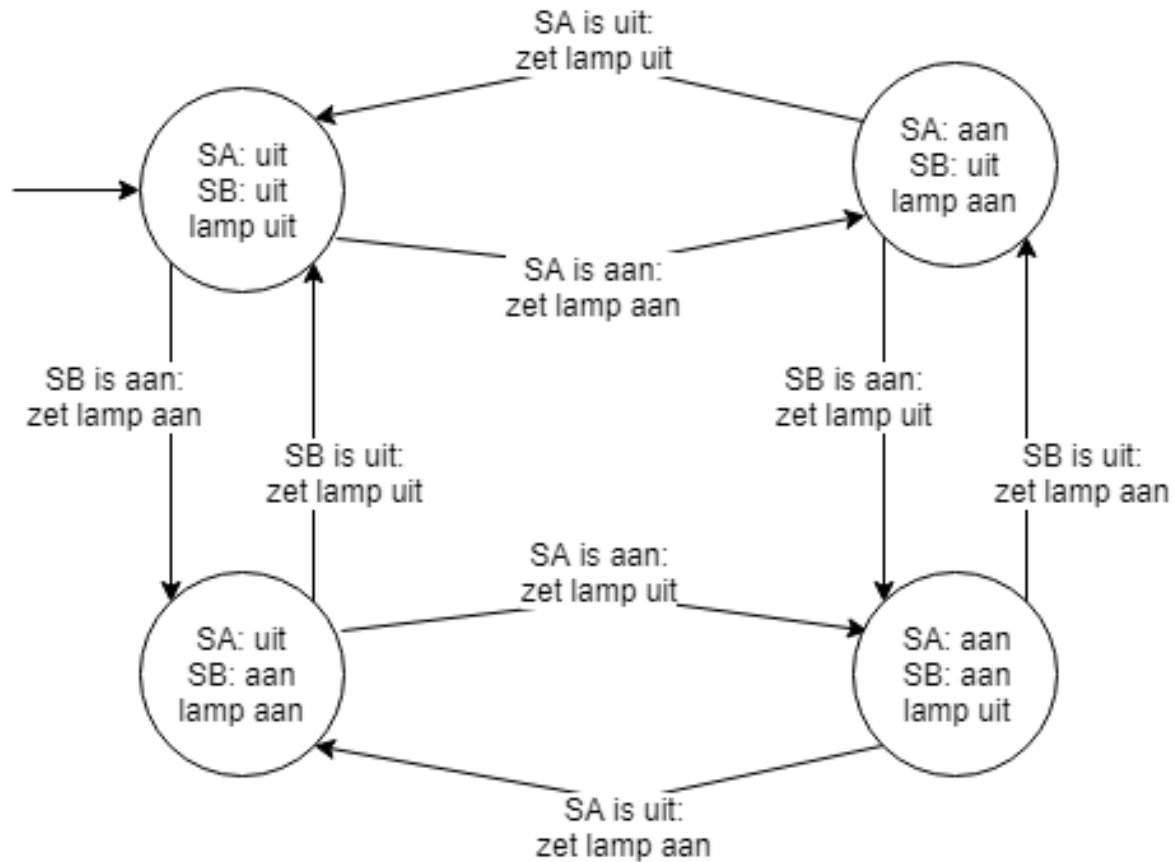 SA is uit:
zet lamp uit
SA: uit
SB: uit
lamp uit
SA: aan
SB: uit
lamp aan
SA is aan:
zet lamp aan
SB is aan:
zet lamp aan
SB is uit:
zet lamp uit
SB is aan:
zet lamp uit
SB is uit:
zet lamp aan
SA is aan:
zet lamp uit
SA: uit
SB: aan
lamp aan
SA: aan
SB: aan
lamp uit
SA is uit:
zet lamp aan